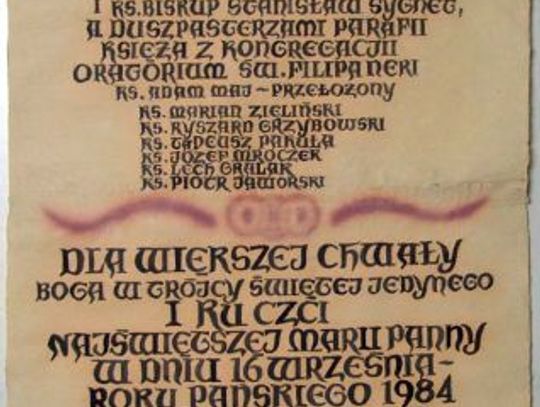 I KS.BISKUP STANISŁAW SYGNET,
A DUSZPASTERZAMI PARAFII
KSIĘŻA Z KONGREGACJI
ORATORIUM ŚW. FILIPA NERI
KS. ADAM MAJ - PRZEŁOŻONY
KS. MARIAN ZIELIŃSKI
KS. RYSZARD GRZYBOWSKI
KS. TADEUSZ PAKUŁA
KS. JÓZEF MROCZEK
KS. LECH GRALAK
KS. PIOTR JAWORSKI
DLA WIĘKSZEJ CHWAŁY
BOGA W TRÓJCY ŚWIĘTEJ JEDYNEGO
I KU CZCI
NAJŚWIĘTSZEJ MARII PANNY
W DNIU 16 WRZEŚNIA-
ROKU PAŃSKIEGO 1984